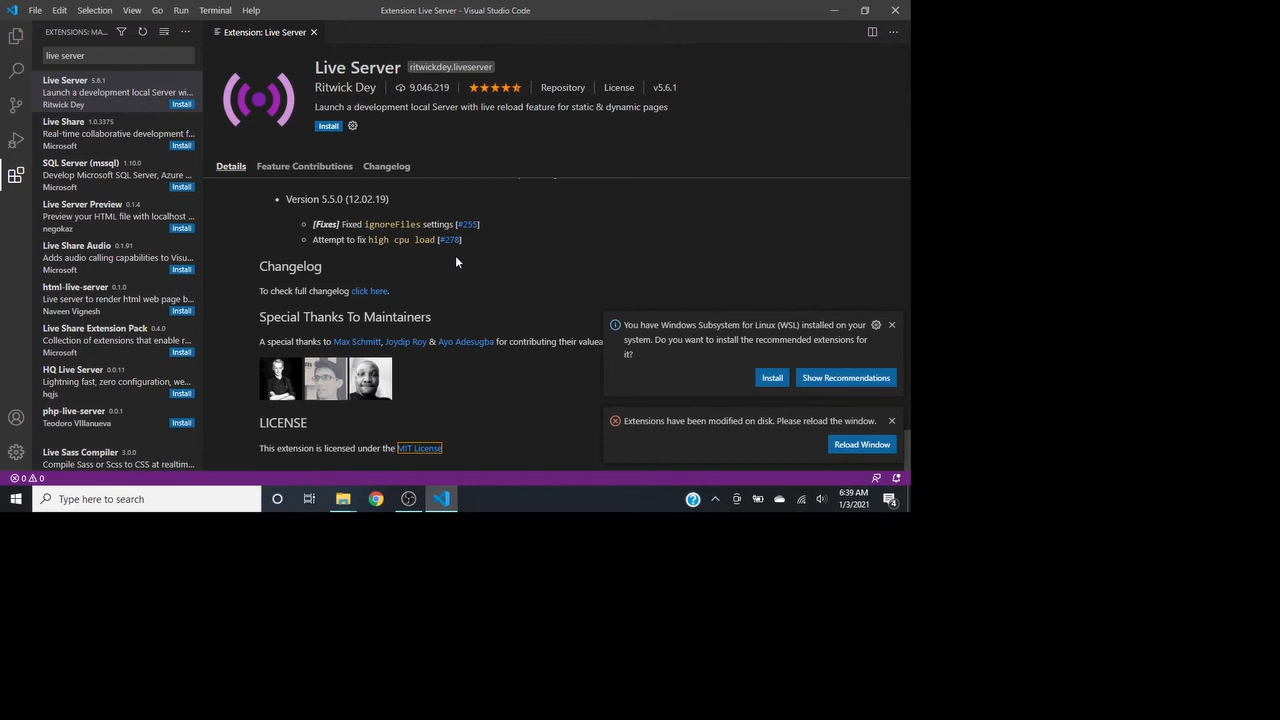 File Edit Selection View Go Run Terminal Help
Extension: Live Server - Visual Studio Code
EXTENSIONS: MA...
Extension: Live Server
live server
Live Server 5.6.1
Launch a development local Server wi...
Ritwick Dey Install
Live Share 1.0.3375
Real-time collaborative development f...
Microsoft Install
SQL Server (mssql) 1.10.0
Develop Microsoft SQL Server, Azure ...
Microsoft Install
Live Server Preview 0.1.4
Preview your HTML file with localhost ...
negokaz Install
Live Share Audio 0.1.91
Adds audio calling capabilities to Visu...
Microsoft Install
html-live-server 0.1.0
Live server to render html web page b...
Naveen Vignesh Install
Live Share Extension Pack 0.4.0
Collection of extensions that enable r...
Microsoft Install
HQ Live Server 0.0.11
Lightning fast, zero configuration, we...
hqjs Install
php-live-server 0.0.1
Teodoro VIllanueva Install
Live Sass Compiler 3.0.0
Compile Sass or Scss to CSS at realtim...
Live Server ritwickdey.liveserver
Ritwick Dey 9,046,219 Repository License v5.6.1
Launch a development local Server with live reload feature for static & dynamic pages
Install
Details Feature Contributions Changelog
Version 5.5.0 (12.02.19)
[Fixes] Fixed ignoreFiles settings [#255]
Attempt to fix high cpu load [#278]
Changelog
To check full changelog click here.
Special Thanks To Maintainers
A special thanks to Max Schmitt, Joydip Roy & Ayo Adesugba for contributing their valuea
LICENSE
This extension is licensed under the MIT License
You have Windows Subsystem for Linux (WSL) installed on your
system. Do you want to install the recommended extensions for
it?
Install Show Recommendations
Extensions have been modified on disk. Please reload the window.
Reload Window
0 0
Type here to search
6:39 AM
1/3/2021
4